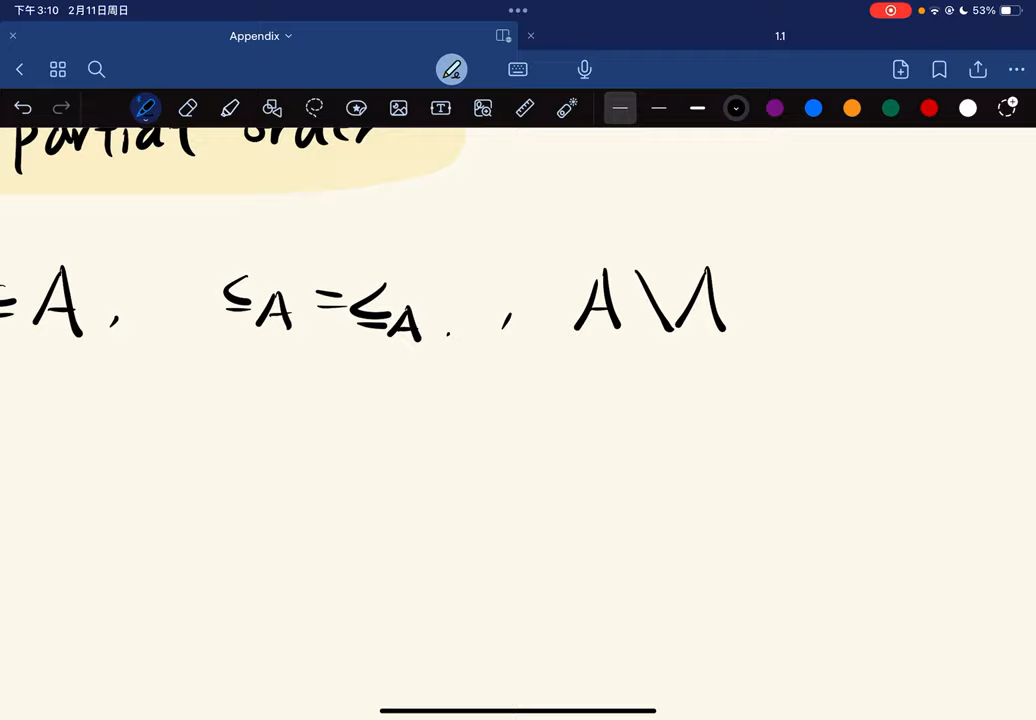 下午3:10 2月11日周日 53%
Appendix 1.1
partial order
= A, ≤A = ≤A. , A \ Λ